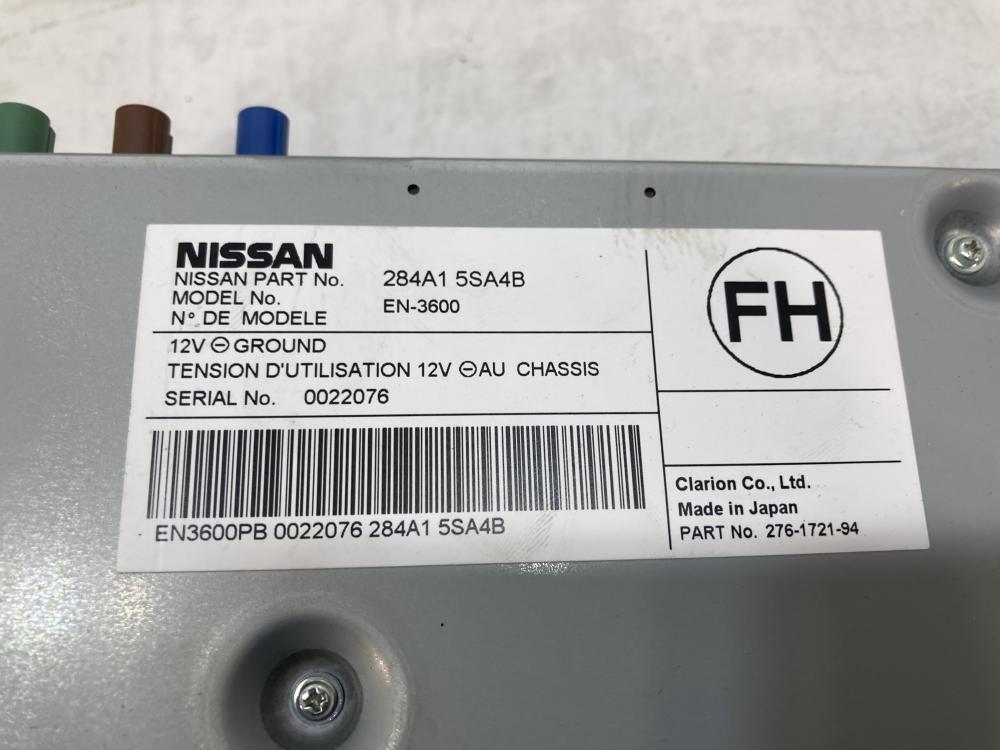 NISSAN
NISSAN PART No. 284A1 5SA4B
MODEL No.
N° DE MODELE EN-3600
12V ⊖ GROUND
TENSION D'UTILISATION 12V ⊖ AU CHASSIS
SERIAL No. 0022076
EN3600PB 0022076 284A1 5SA4B
FH
Clarion Co., Ltd.
Made in Japan
PART No. 276-1721-94